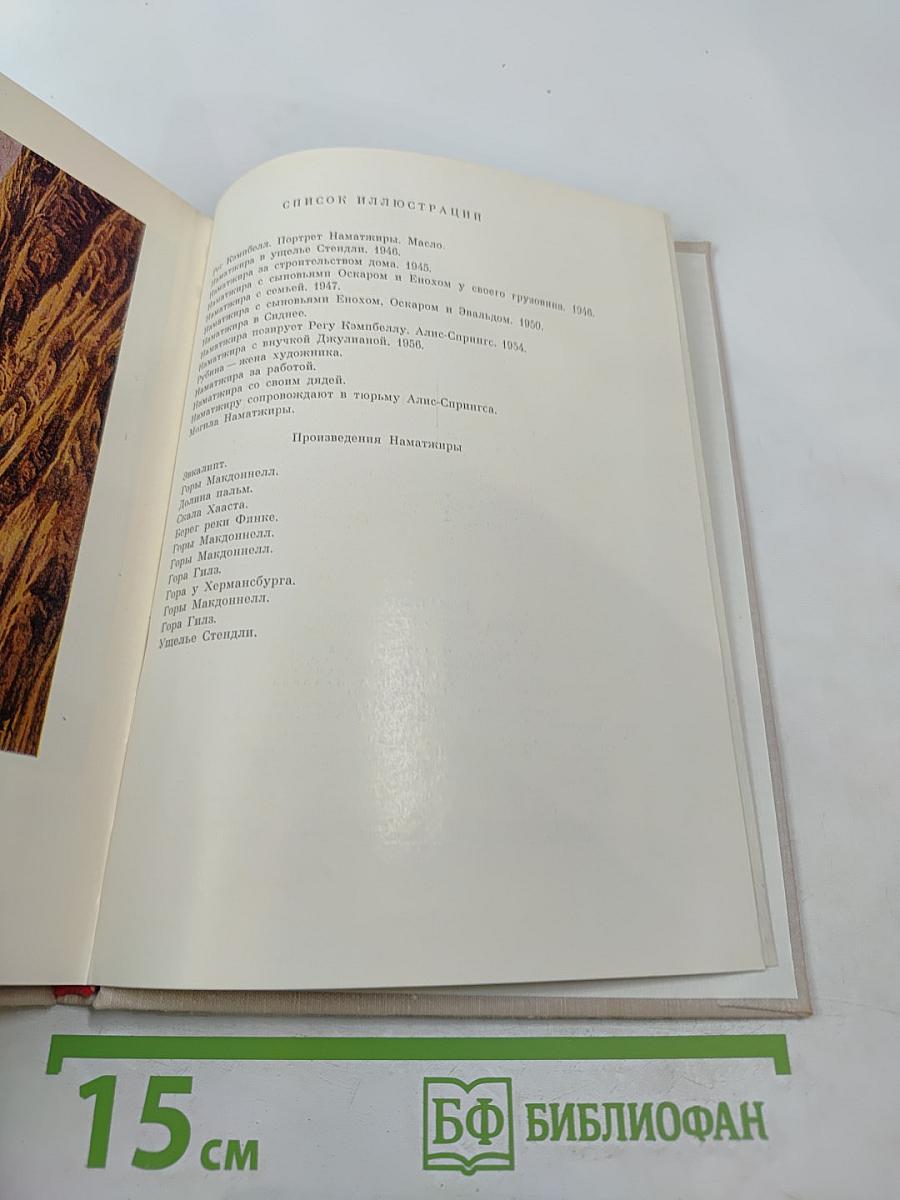 СПИСОК ИЛЛЮСТРАЦИЙ
Рег Кэмпбелл. Портрет Наматжиры. Масло.
Наматжира в ущелье Стендли. 1946.
Наматжира за строительством дома. 1945.
Наматжира с сыновьями Оскаром и Енохом у своего грузовика. 1946.
Наматжира с семьей. 1947.
Наматжира с сыновьями Енохом, Оскаром и Эвальдом. 1950.
Наматжира в Сиднее.
Наматжира позирует Регу Кэмпбеллу. Алис-Спрингс. 1954.
Наматжира с внучкой Джулианой. 1956.
Рубина — жена художника.
Наматжира за работой.
Наматжира со своим дядей.
Наматжиру сопровождают в тюрьму Алис-Спрингса.
Могила Наматжиры.
Произведения Наматжиры
Эвкалипт.
Горы Макдоннелл.
Долина пальм.
Скала Хааста.
Берег реки Финке.
Горы Макдоннелл.
Горы Макдоннелл.
Гора Гилз.
Гора у Хермансбурга.
Горы Макдоннелл.
Гора Гилз.
Ущелье Стендли.
15 см
БФ БИБЛИОФАН